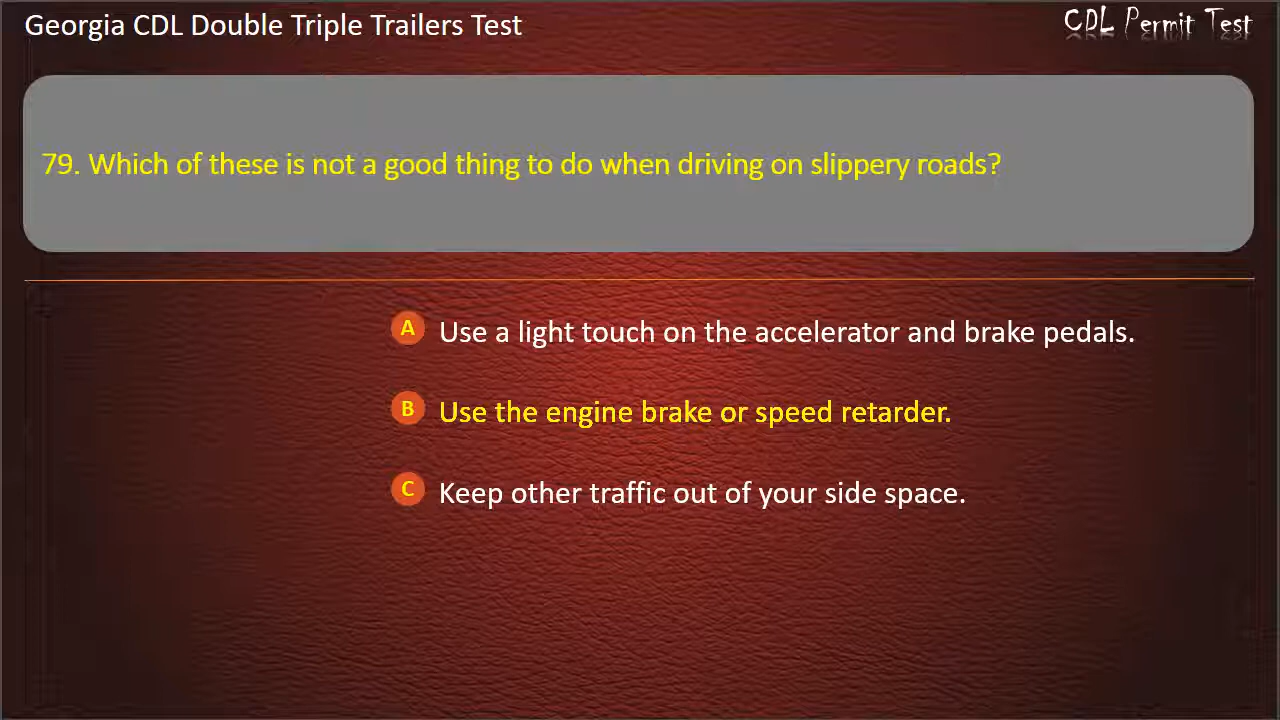 Georgia CDL Double Triple Trailers Test
CDL Permit Test
79. Which of these is not a good thing to do when driving on slippery roads?
A Use a light touch on the accelerator and brake pedals.
B Use the engine brake or speed retarder.
C Keep other traffic out of your side space.